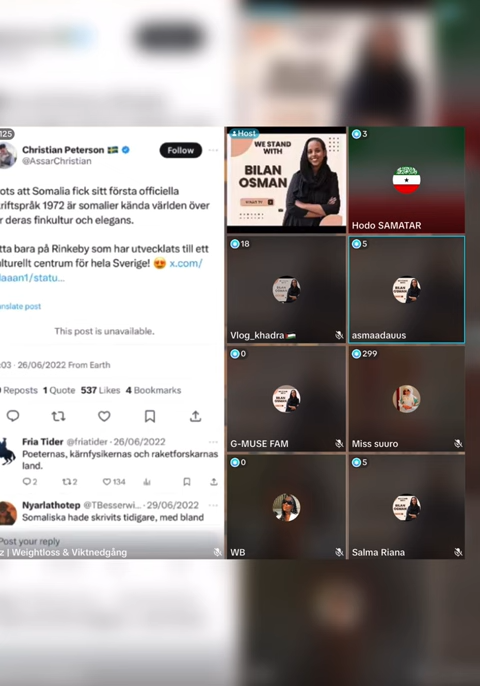 125
Christian Peterson
@AssarChristian
Follow
ots att Somalia fick sitt första officiella
kriftspråk 1972 är somalier kända världen över
r deras finkultur och elegans.
tta bara på Rinkeby som har utvecklats till ett
ulturellt centrum för hela Sverige! 😍 x.com/
laaan1/statu...
anslate post
This post is unavailable.
:03 · 26/06/2022 From Earth
Reposts 1 Quote 537 Likes 4 Bookmarks
Fria Tider @friatider · 26/06/2022
Poeternas, kärnfysikernas och raketforskarnas
land.
2 2 134
Nyarlathotep @TBesserwi... · 29/06/2022
Somaliska hade skrivits tidigare, med bland
Post your reply
z | Weightloss & Viktnedgång
Host
WE STAND
WITH
BILAN
OSMAN
3
Hodo SAMATAR
18
Vlog_khadra
5
asmaadauus
0
G-MUSE FAM
299
Miss suuro
0
WB
5
Salma Riana